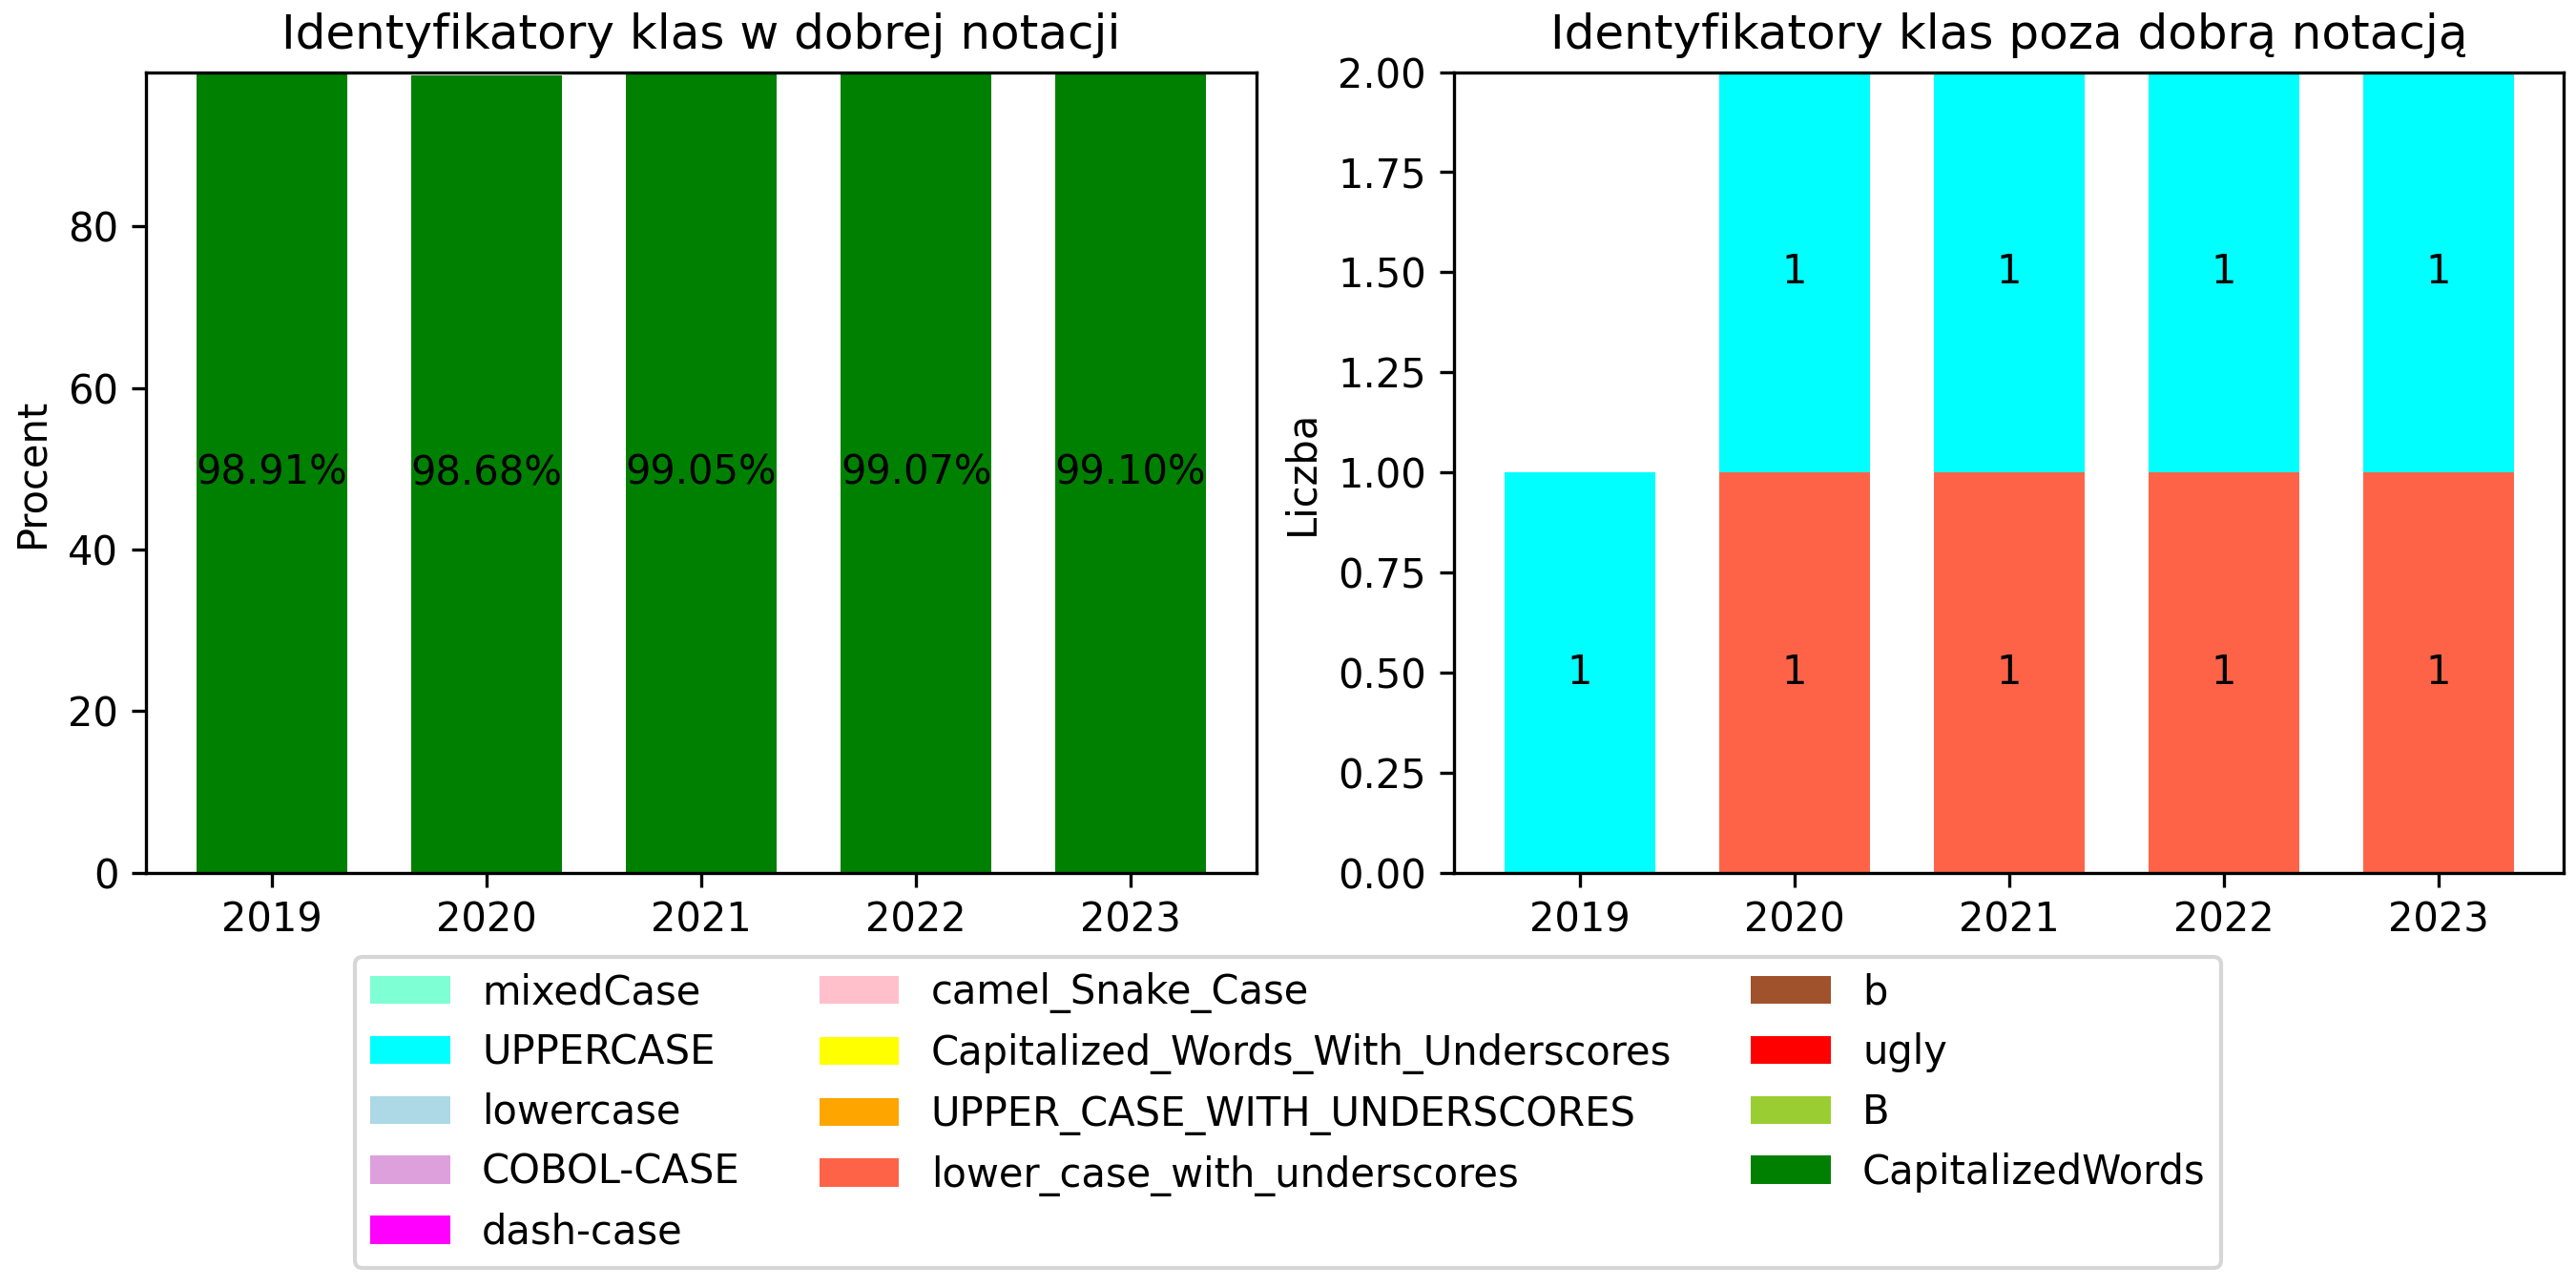 Identyfikatory klas w dobrej notacji
Procent
80
60
40
20
0
98.91% 98.68% 99.05% 99.07% 99.10%
2019 2020 2021 2022 2023
Identyfikatory klas poza dobrą notacją
Liczba
2.00
1.75
1.50
1.25
1.00
0.75
0.50
0.25
0.00
1 1 1 1
1 1 1 1 1
2019 2020 2021 2022 2023
mixedCase
UPPERCASE
lowercase
COBOL-CASE
dash-case
camel_Snake_Case
Capitalized_Words_With_Underscores
UPPER_CASE_WITH_UNDERSCORES
lower_case_with_underscores
b
ugly
B
CapitalizedWords